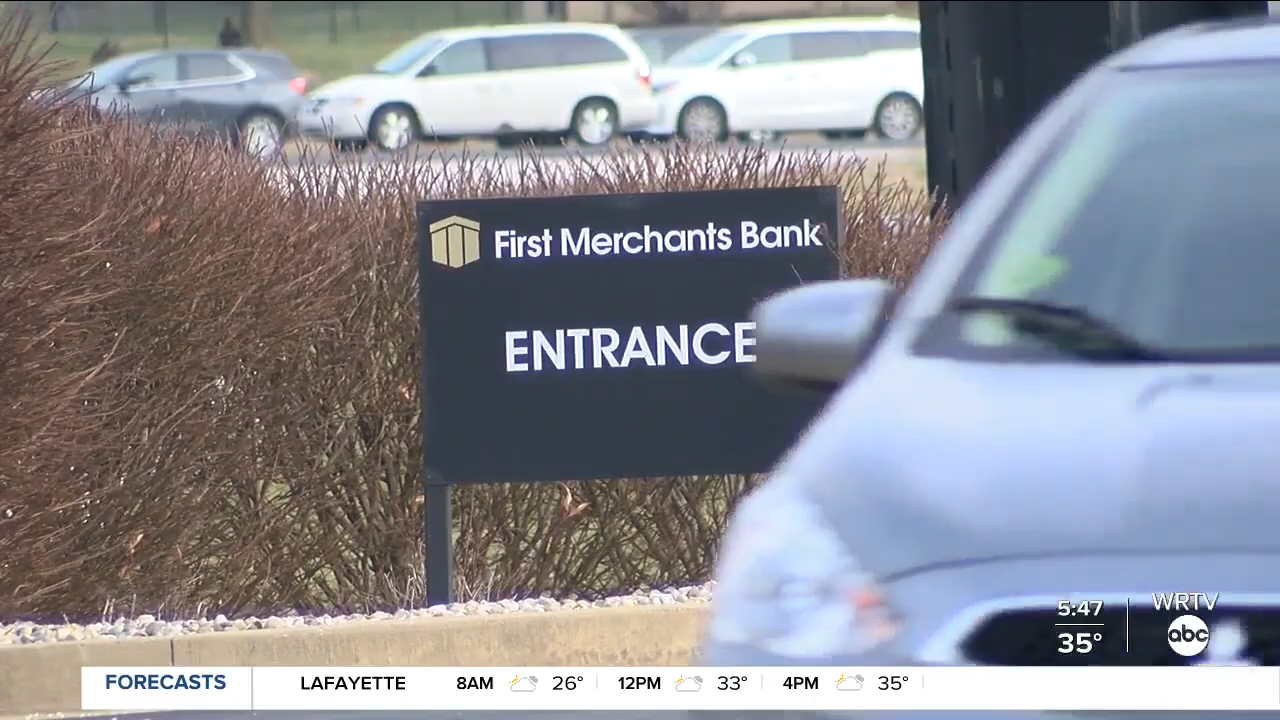 First Merchants Bank
ENTRANCE
5:47
35°
WRTV
abc
FORECASTS
LAFAYETTE 8AM 26° 12PM 33° 4PM 35°